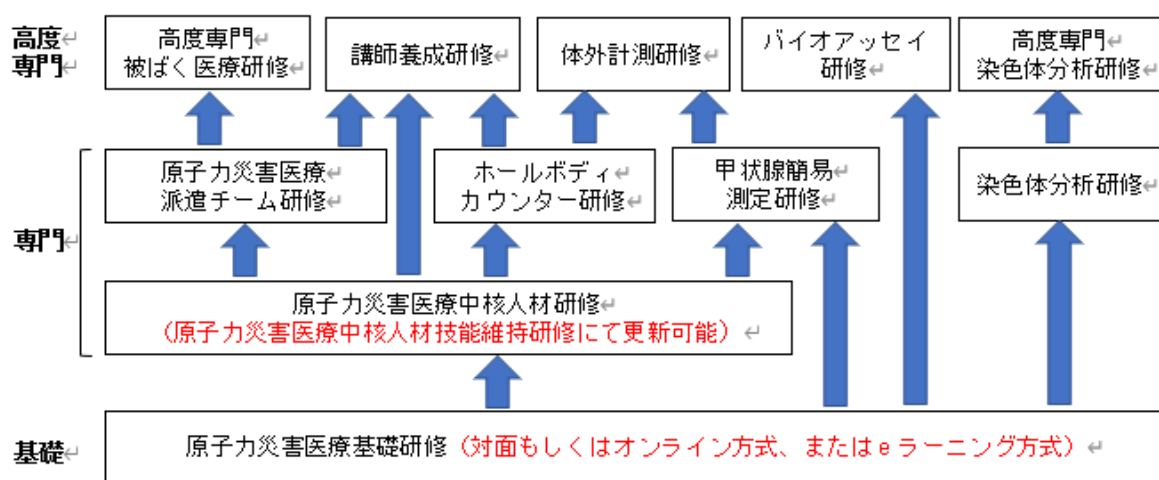 高度
専門
高度専門
被ばく医療研修
講師養成研修
体外計測研修
バイオアッセイ
研修
高度専門
染色体分析研修
専門
原子力災害医療
派遣チーム研修
ホールボディ
カウンター研修
甲状腺簡易
測定研修
染色体分析研修
原子力災害医療中核人材研修
（原子力災害医療中核人材技能維持研修にて更新可能）
基礎
原子力災害医療基礎研修（対面もしくはオンライン方式、またはeラーニング方式）